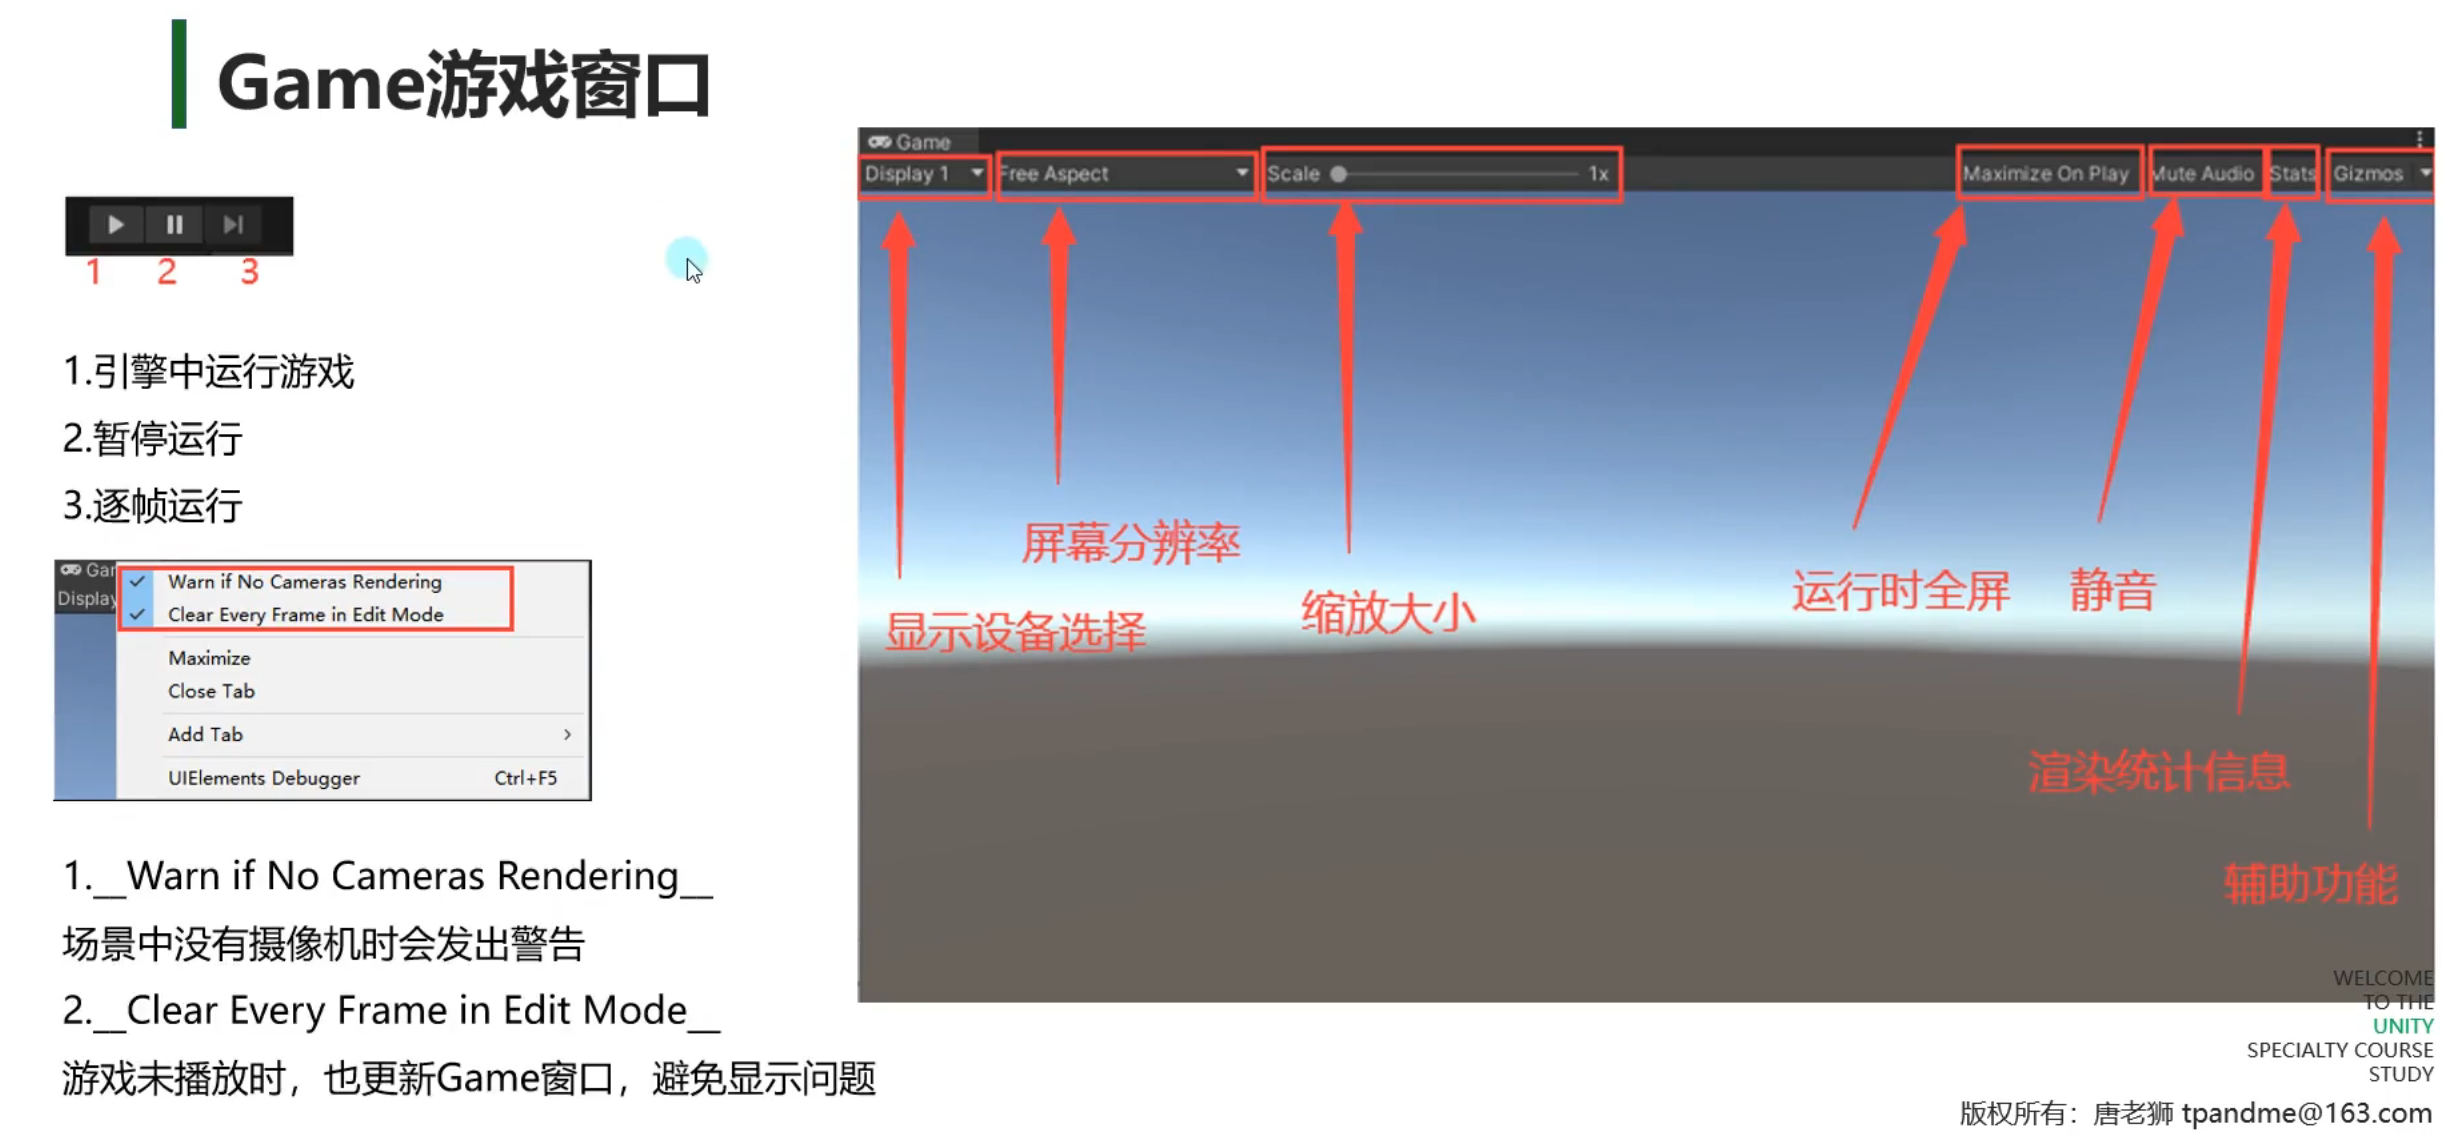 Game游戏窗口
1 2 3
1.引擎中运行游戏
2.暂停运行
3.逐帧运行
Gar
Display
Warn if No Cameras Rendering
Clear Every Frame in Edit Mode
Maximize
Close Tab
Add Tab
UIElements Debugger Ctrl+F5
1.__Warn if No Cameras Rendering__
场景中没有摄像机时会发出警告
2.__Clear Every Frame in Edit Mode__
游戏未播放时，也更新Game窗口，避免显示问题
Game
Display 1 Free Aspect Scale 1x Maximize On Play Mute Audio Stats Gizmos
屏幕分辨率
显示设备选择
缩放大小
运行时全屏
静音
渲染统计信息
辅助功能
WELCOME
TO THE
UNITY
SPECIALTY COURSE
STUDY
版权所有：唐老狮 tpandme@163.com